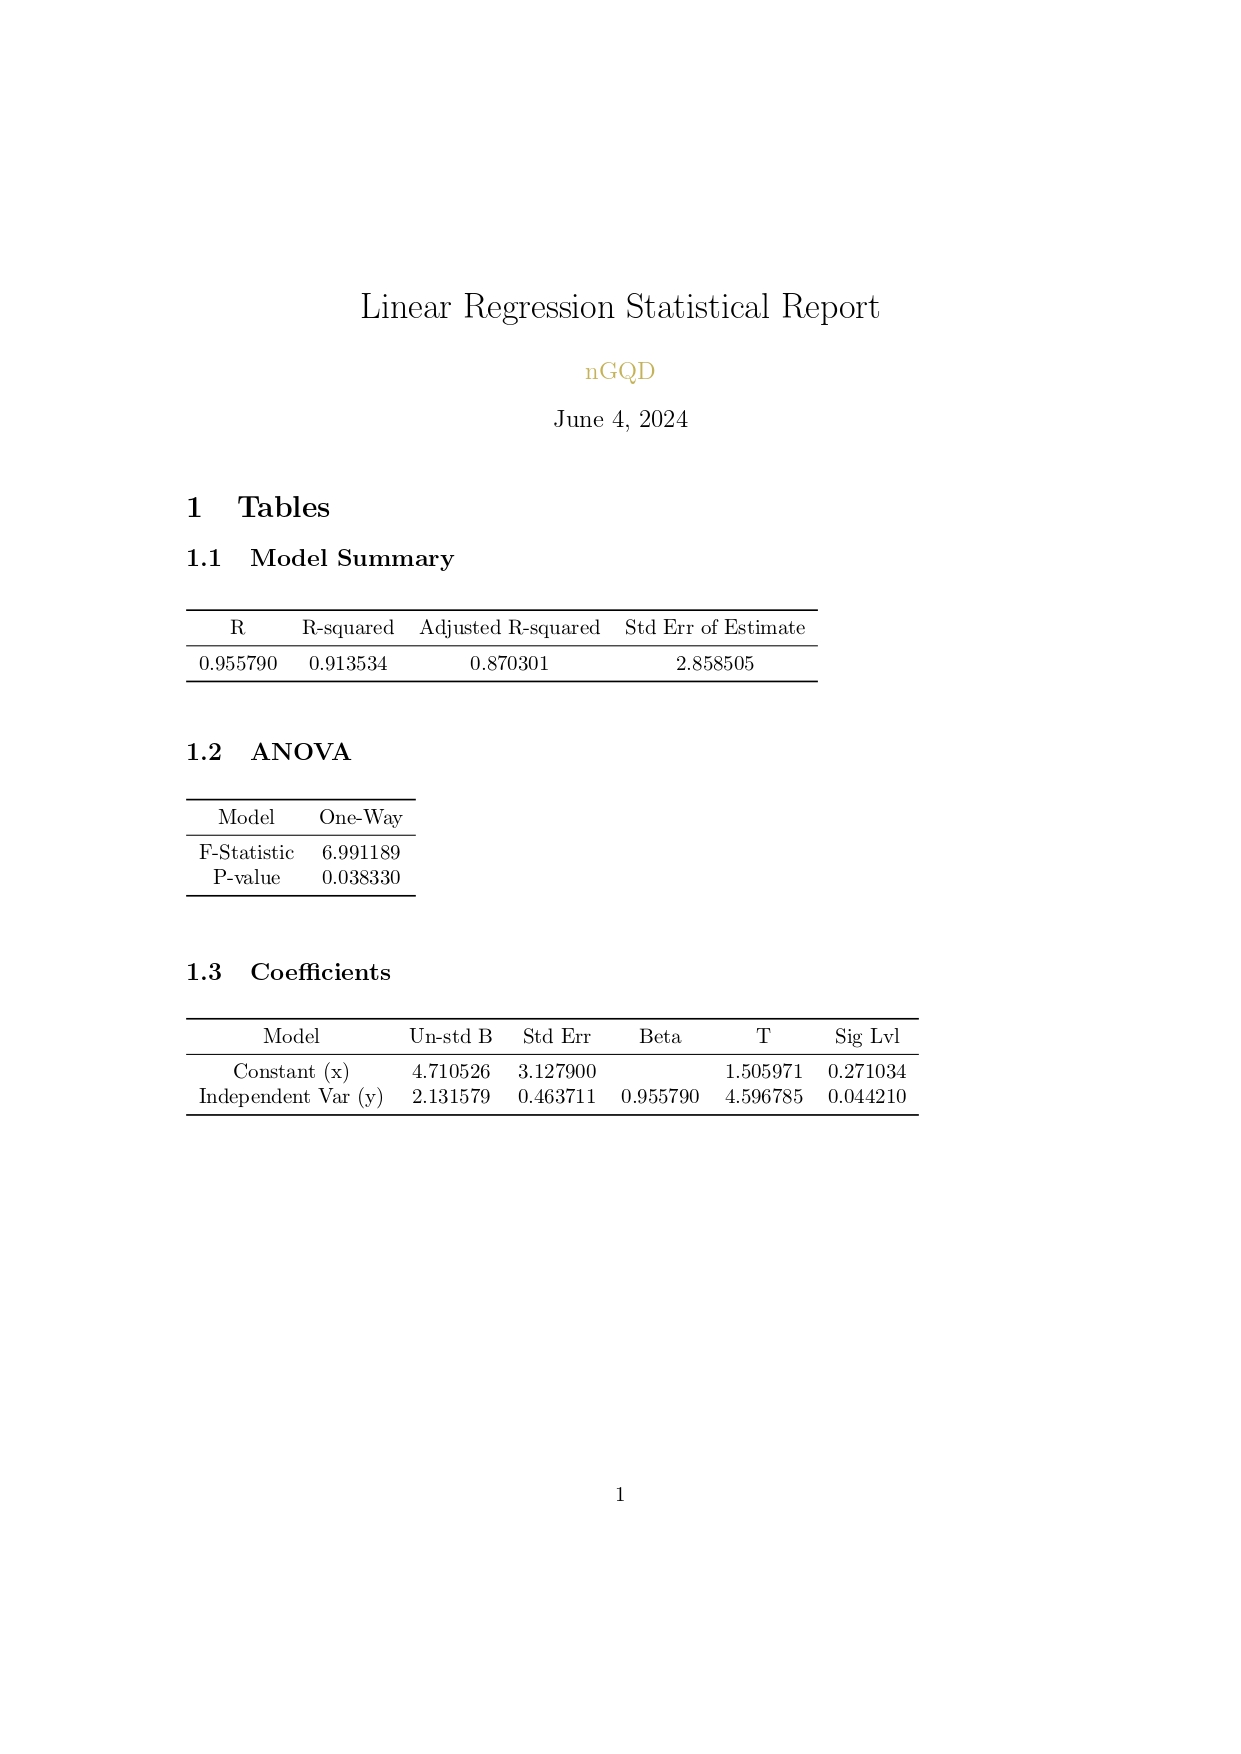 Linear Regression Statistical Report
nGQD
June 4, 2024
1 Tables
1.1 Model Summary
R R-squared Adjusted R-squared Std Err of Estimate
0.955790 0.913534 0.870301 2.858505
1.2 ANOVA
Model One-Way
F-Statistic 6.991189
P-value 0.038330
1.3 Coefficients
Model Un-std B Std Err Beta T Sig Lvl
Constant (x) 4.710526 3.127900 1.505971 0.271034
Independent Var (y) 2.131579 0.463711 0.955790 4.596785 0.044210
1